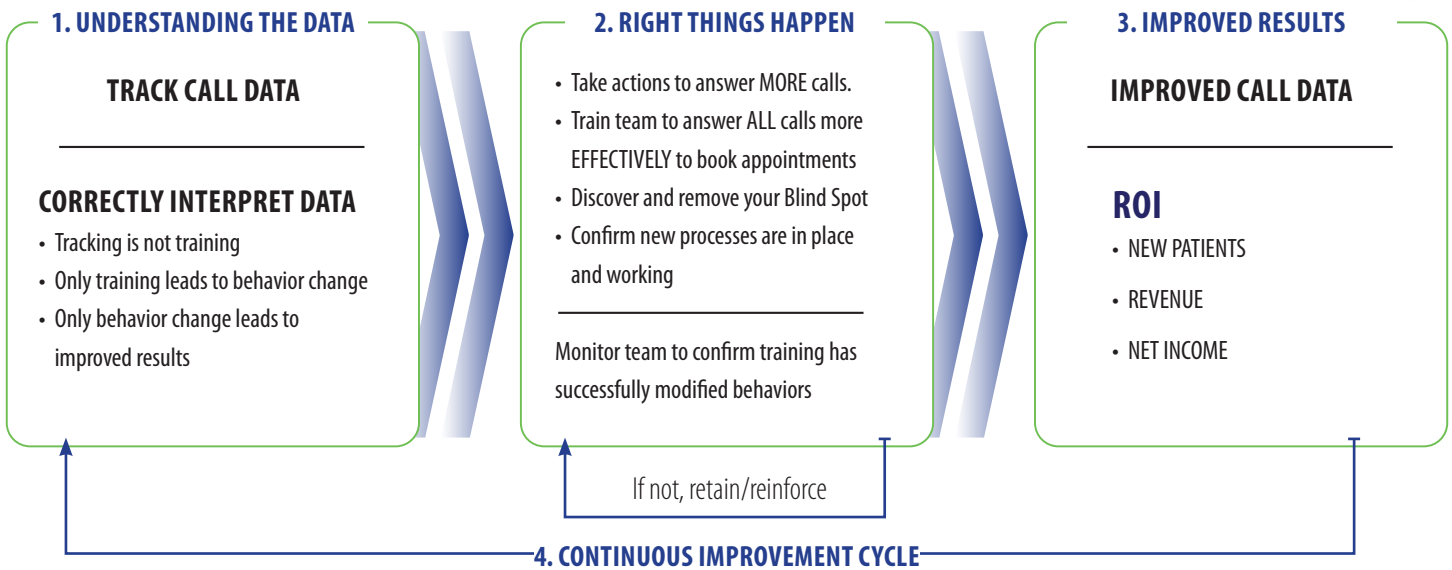 1. UNDERSTANDING THE DATA
TRACK CALL DATA
CORRECTLY INTERPRET DATA
• Tracking is not training
• Only training leads to behavior change
• Only behavior change leads to
improved results
2. RIGHT THINGS HAPPEN
• Take actions to answer MORE calls.
• Train team to answer ALL calls more
EFFECTIVELY to book appointments
• Discover and remove your Blind Spot
• Confirm new processes are in place
and working
Monitor team to confirm training has
successfully modified behaviors
If not, retain/reinforce
3. IMPROVED RESULTS
IMPROVED CALL DATA
ROI
• NEW PATIENTS
• REVENUE
• NET INCOME
4. CONTINUOUS IMPROVEMENT CYCLE